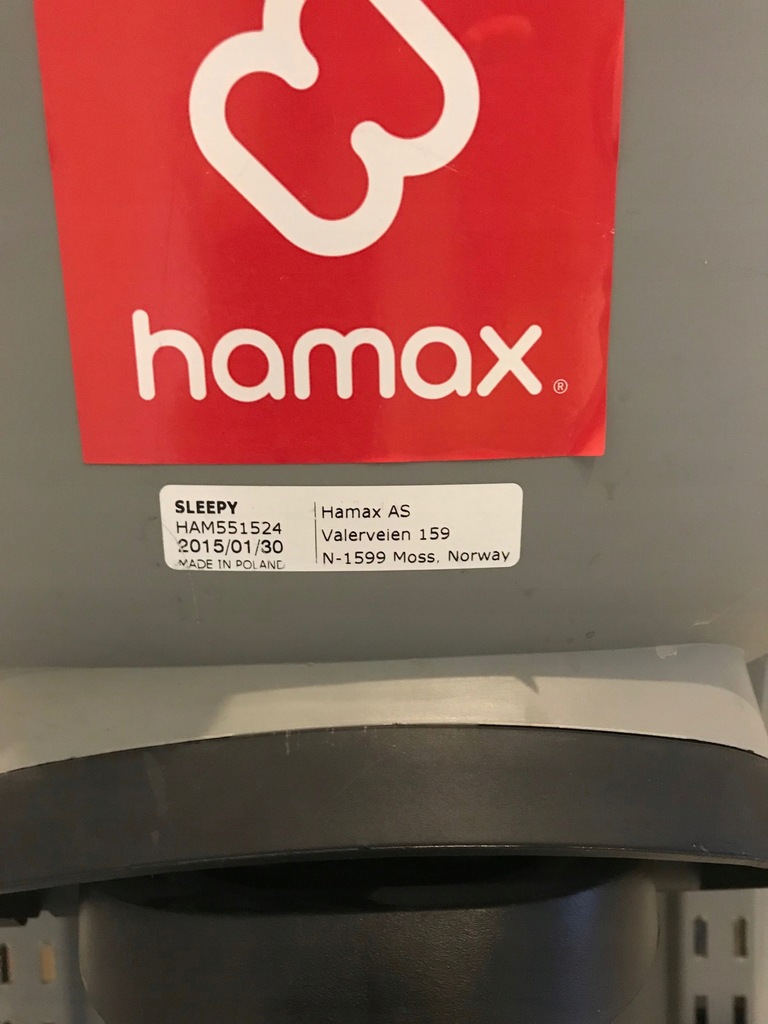 hamax®
SLEEPY
HAM551524
2015/01/30
MADE IN POLAND
Hamax AS
Valerveien 159
N-1599 Moss, Norway